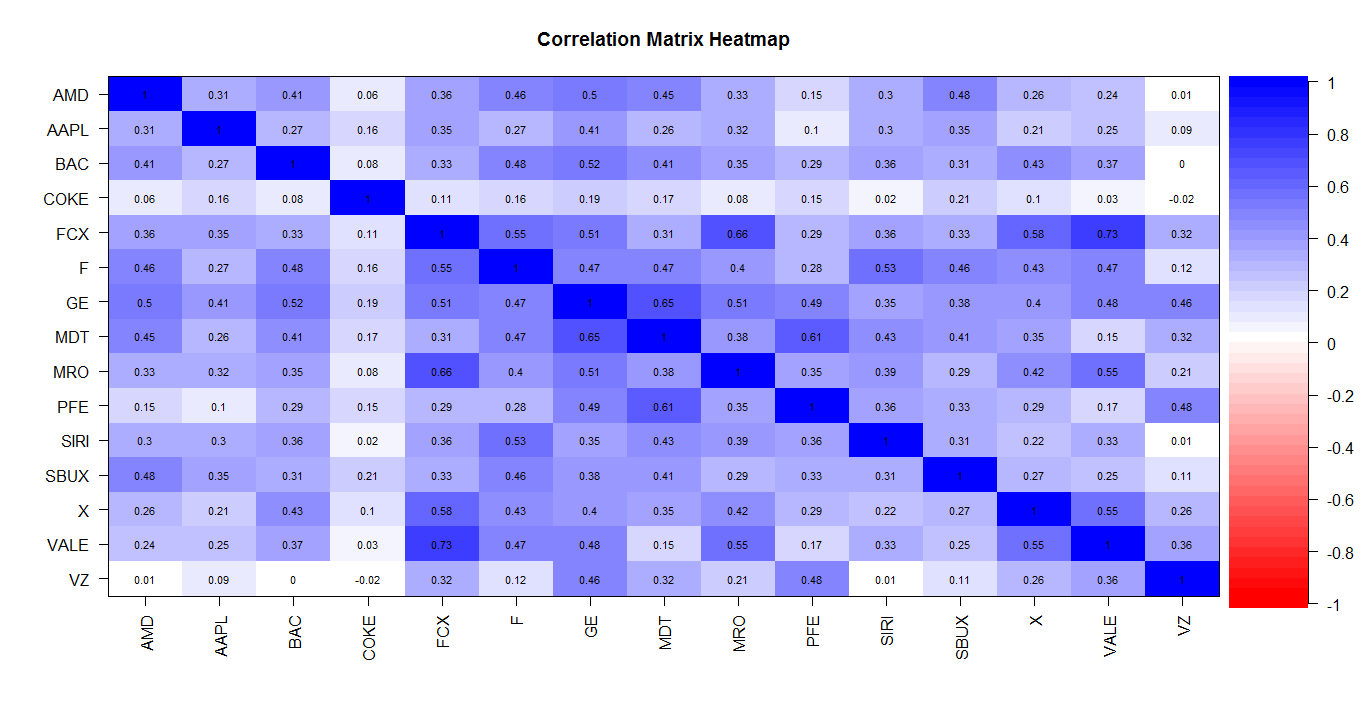 Correlation Matrix Heatmap
AMD 1 0.31 0.41 0.06 0.36 0.46 0.5 0.45 0.33 0.15 0.3 0.48 0.26 0.24 0.01
AAPL 0.31 1 0.27 0.16 0.35 0.27 0.41 0.26 0.32 0.1 0.3 0.35 0.21 0.25 0.09
BAC 0.41 0.27 1 0.08 0.33 0.48 0.52 0.41 0.35 0.29 0.36 0.31 0.43 0.37 0
COKE 0.06 0.16 0.08 1 0.11 0.16 0.19 0.17 0.08 0.15 0.02 0.21 0.1 0.03 -0.02
FCX 0.36 0.35 0.33 0.11 1 0.55 0.51 0.31 0.66 0.29 0.36 0.33 0.58 0.73 0.32
F 0.46 0.27 0.48 0.16 0.55 1 0.47 0.47 0.4 0.28 0.53 0.46 0.43 0.47 0.12
GE 0.5 0.41 0.52 0.19 0.51 0.47 1 0.65 0.51 0.49 0.35 0.38 0.4 0.48 0.46
MDT 0.45 0.26 0.41 0.17 0.31 0.47 0.65 1 0.38 0.61 0.43 0.41 0.35 0.15 0.32
MRO 0.33 0.32 0.35 0.08 0.66 0.4 0.51 0.38 1 0.35 0.39 0.29 0.42 0.55 0.21
PFE 0.15 0.1 0.29 0.15 0.29 0.28 0.49 0.61 0.35 1 0.36 0.33 0.29 0.17 0.48
SIRI 0.3 0.3 0.36 0.02 0.36 0.53 0.35 0.43 0.39 0.36 1 0.31 0.22 0.33 0.01
SBUX 0.48 0.35 0.31 0.21 0.33 0.46 0.38 0.41 0.29 0.33 0.31 1 0.27 0.25 0.11
X 0.26 0.21 0.43 0.1 0.58 0.43 0.4 0.35 0.42 0.29 0.22 0.27 1 0.55 0.26
VALE 0.24 0.25 0.37 0.03 0.73 0.47 0.48 0.15 0.55 0.17 0.33 0.25 0.55 1 0.36
VZ 0.01 0.09 0 -0.02 0.32 0.12 0.46 0.32 0.21 0.48 0.01 0.11 0.26 0.36 1
AMD AAPL BAC COKE FCX F GE MDT MRO PFE SIRI SBUX X VALE VZ
1
0.8
0.6
0.4
0.2
0
-0.2
-0.4
-0.6
-0.8
-1